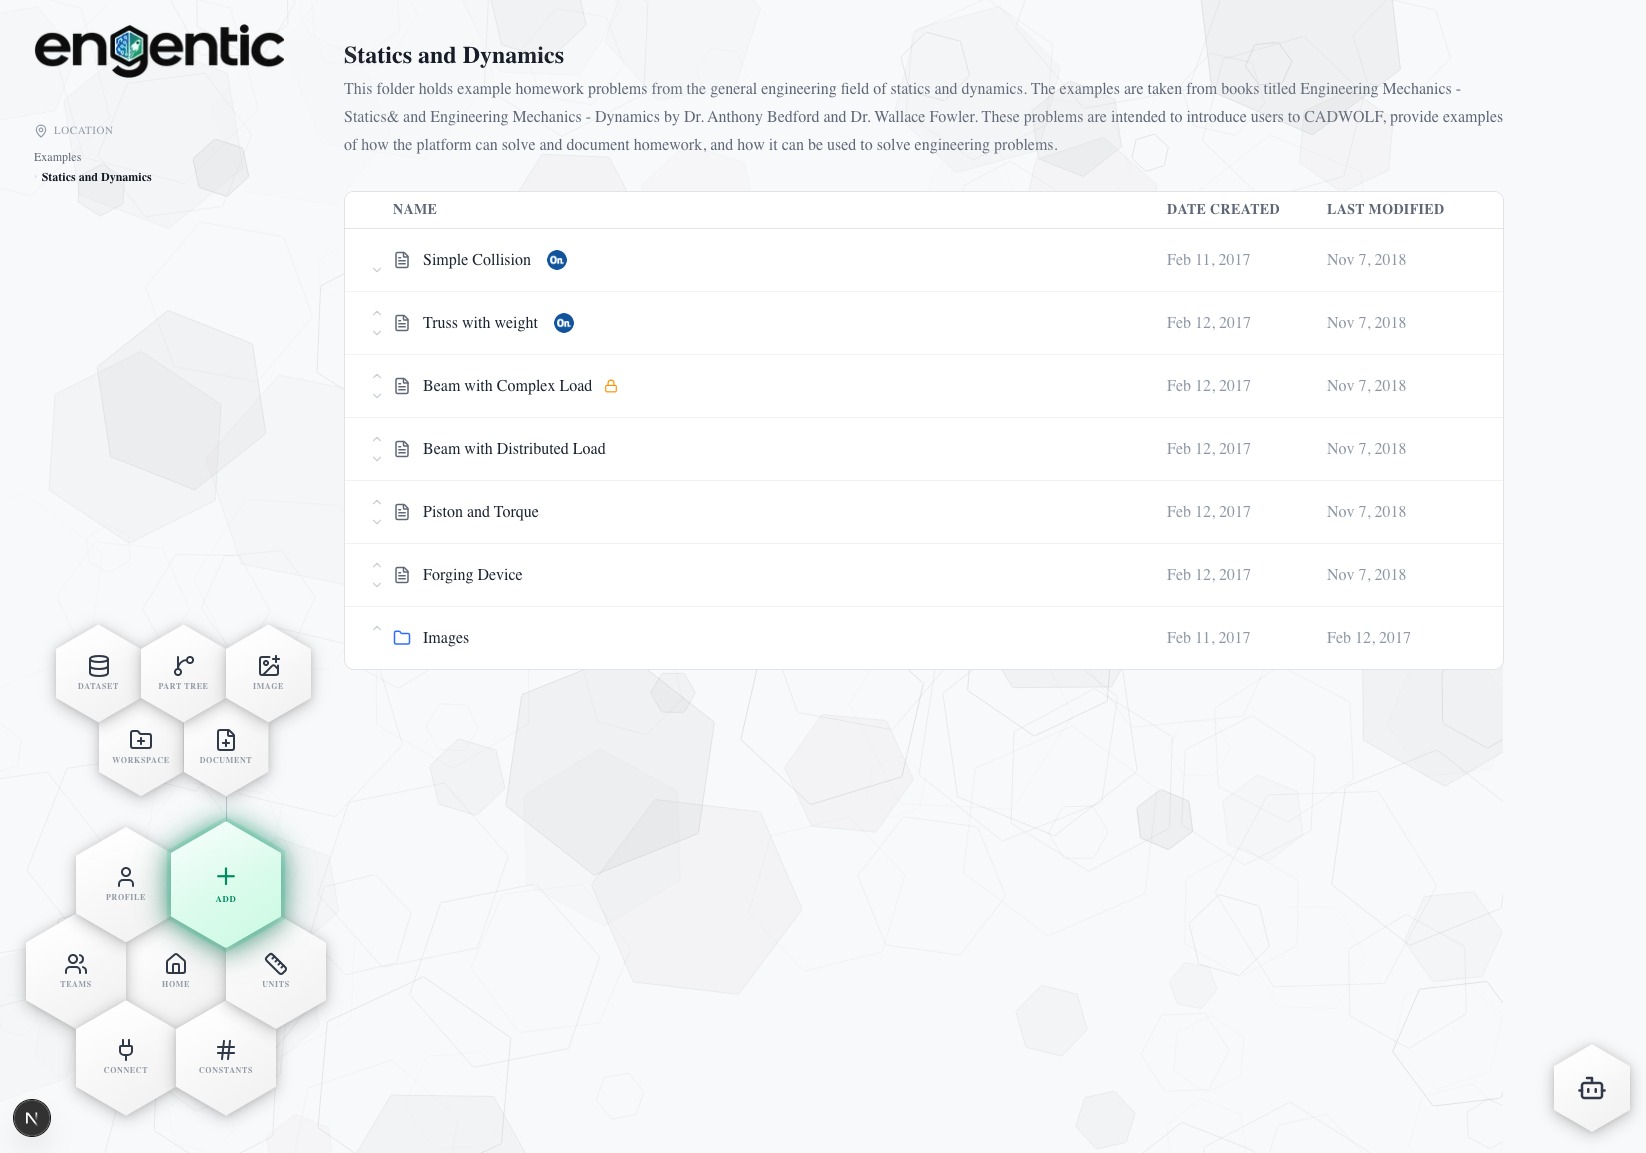 engentic
LOCATION
Examples
Statics and Dynamics
Statics and Dynamics
This folder holds example homework problems from the general engineering field of statics and dynamics. The examples are taken from books titled Engineering Mechanics -
Statics& and Engineering Mechanics - Dynamics by Dr. Anthony Bedford and Dr. Wallace Fowler. These problems are intended to introduce users to CADWOLF, provide examples
of how the platform can solve and document homework, and how it can be used to solve engineering problems.
NAME DATE CREATED LAST MODIFIED
Simple Collision On. Feb 11, 2017 Nov 7, 2018
Truss with weight On. Feb 12, 2017 Nov 7, 2018
Beam with Complex Load Feb 12, 2017 Nov 7, 2018
Beam with Distributed Load Feb 12, 2017 Nov 7, 2018
Piston and Torque Feb 12, 2017 Nov 7, 2018
Forging Device Feb 12, 2017 Nov 7, 2018
Images Feb 11, 2017 Feb 12, 2017
DATASET PART TREE IMAGE
WORKSPACE DOCUMENT
PROFILE ADD
TEAMS HOME UNITS
CONNECT CONSTANTS
N